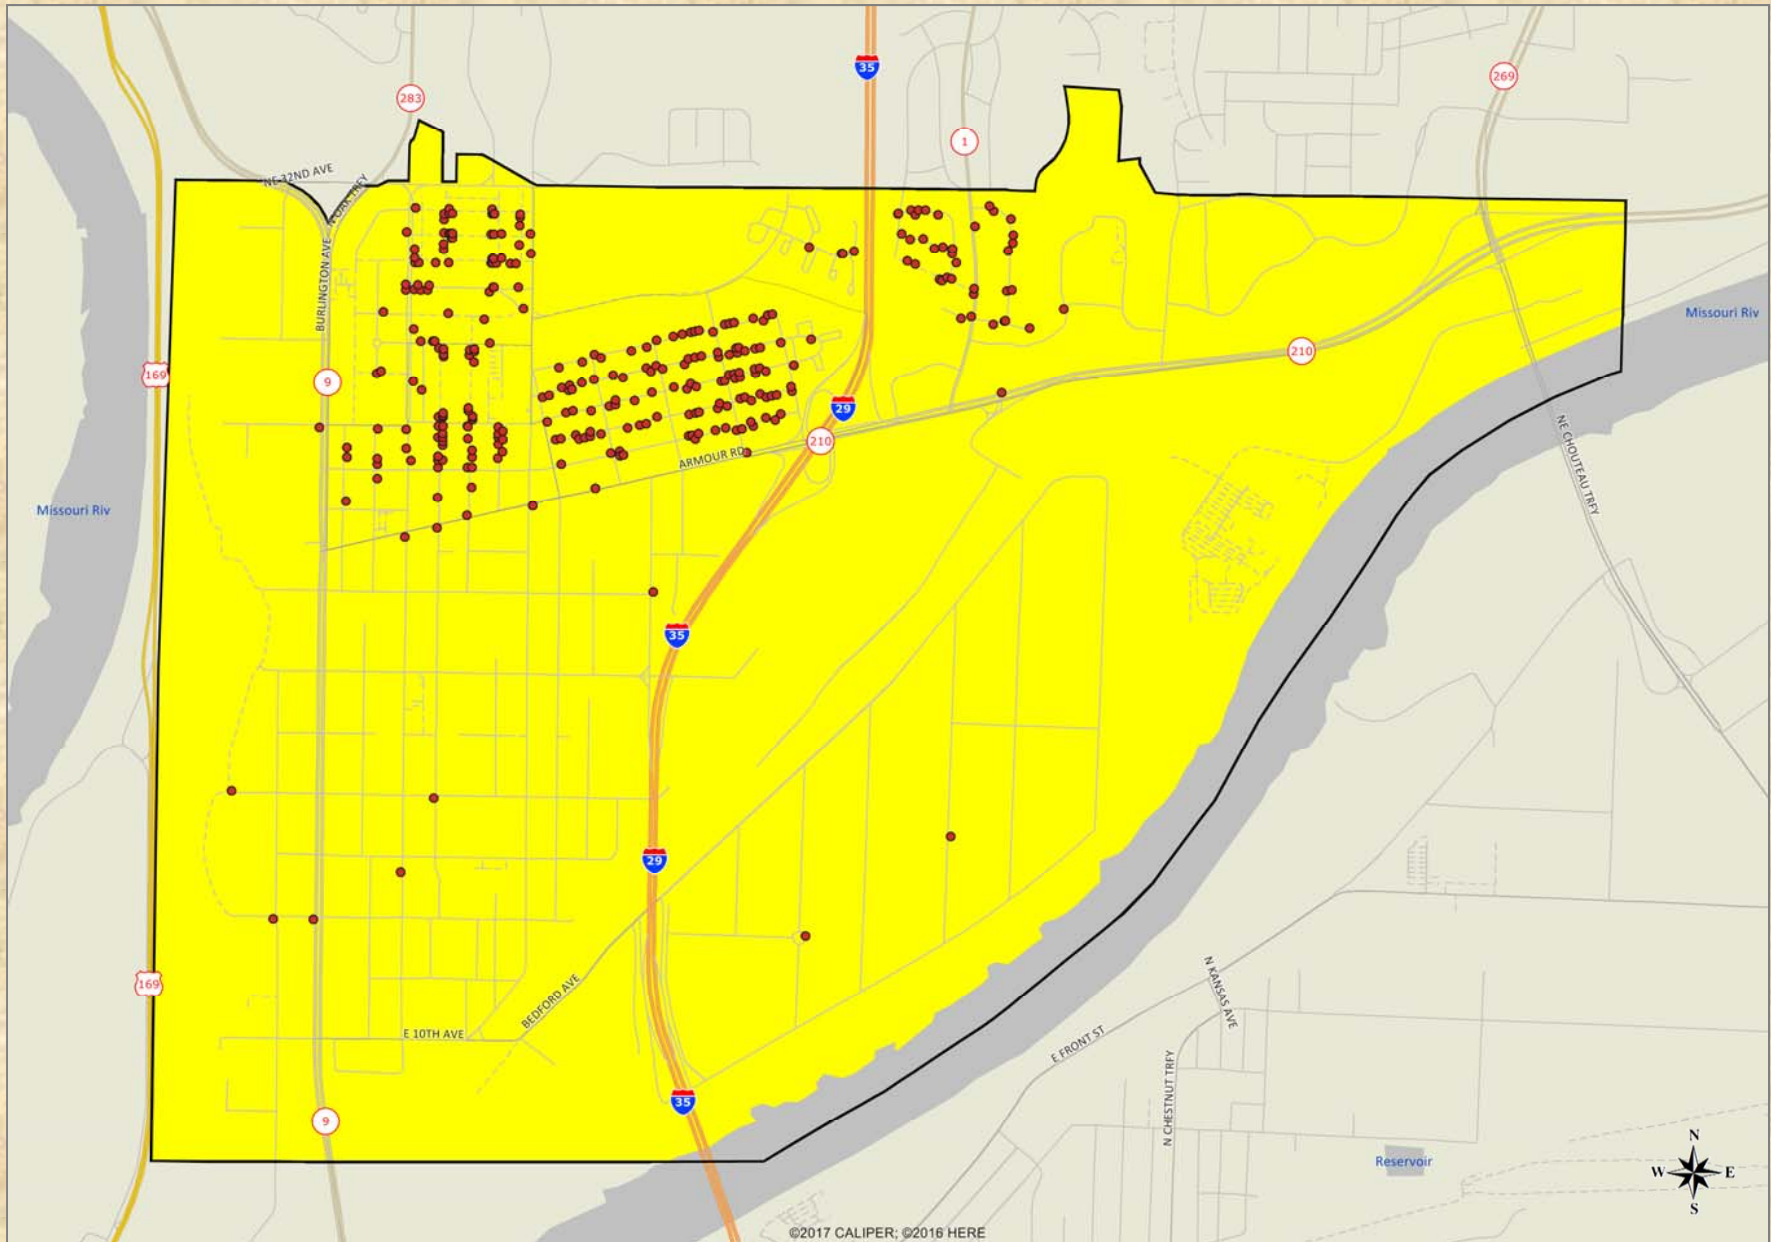 35
269
283
1
NE 32ND AVE
N OAK TRFY
BURLINGTON AVE
Missouri Riv
210
169
9
29
210
ARMOUR RD
NE CHOUTEAU TRFY
Missouri Riv
35
29
169
N KANSAS AVE
BEDFORD AVE
E 10TH AVE
E FRONT ST
N CHESTNUT TRFY
35
9
Reservoir
N
W
E
S
©2017 CALIPER; ©2016 HERE